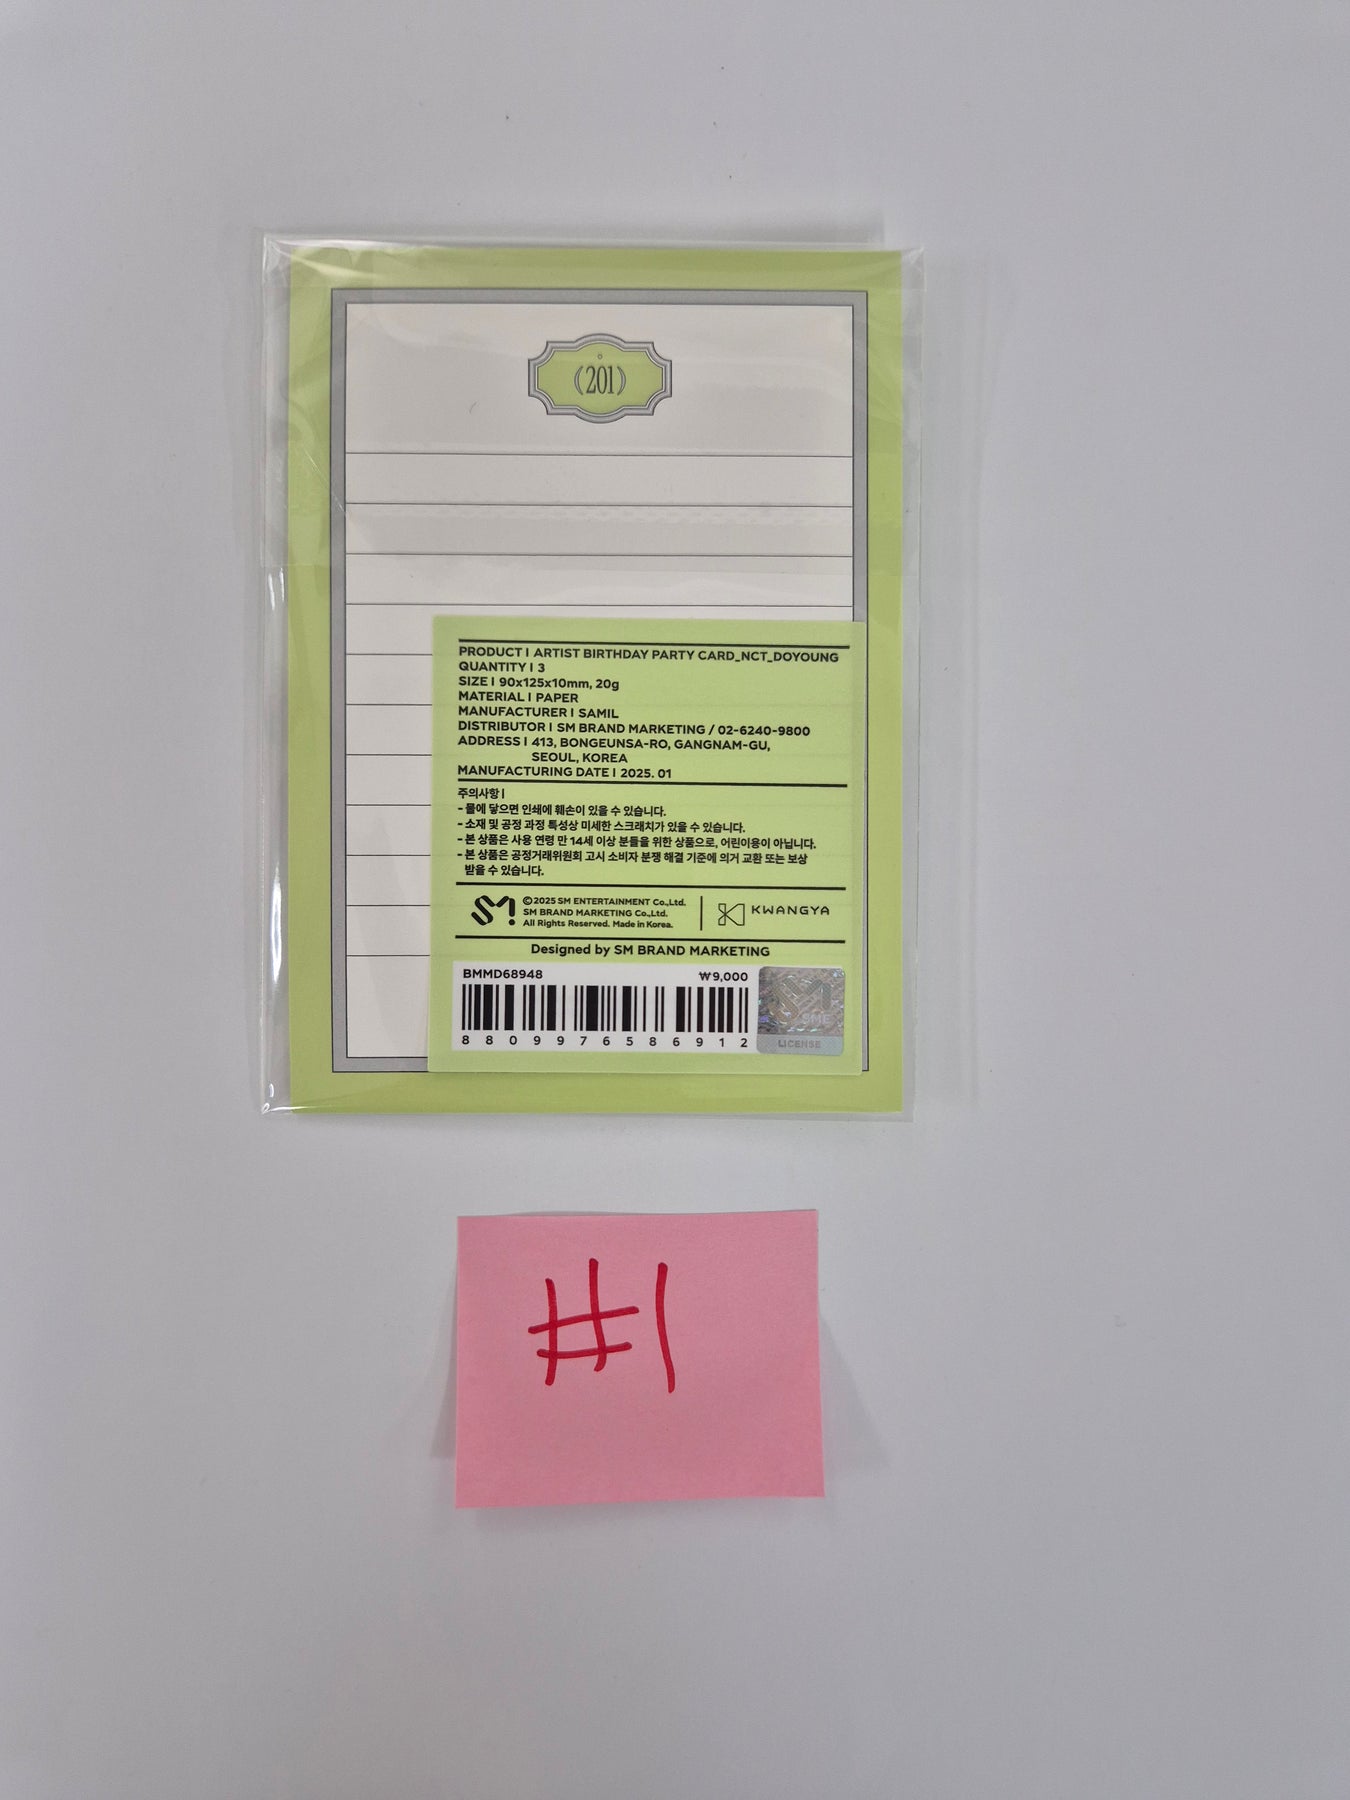 (201)
PRODUCT I ARTIST BIRTHDAY PARTY CARD_NCT_DOYOUNG
QUANTITY I 3
SIZE I 90x125x10mm, 20g
MATERIAL I PAPER
MANUFACTURER I SAMIL
DISTRIBUTOR I SM BRAND MARKETING / 02-6240-9800
ADDRESS I 413, BONGEUNSA-RO, GANGNAM-GU,
SEOUL, KOREA
MANUFACTURING DATE I 2025. 01
주의사항 I
- 물에 닿으면 인쇄에 훼손이 있을 수 있습니다.
- 소재 및 공정 과정 특성상 미세한 스크래치가 있을 수 있습니다.
- 본 상품은 사용 연령 만 14세 이상 분들을 위한 상품으로, 어린이용이 아닙니다.
- 본 상품은 공정거래위원회 고시 소비자 분쟁 해결 기준에 의거 교환 또는 보상
받을 수 있습니다.
SM!
©2025 SM ENTERTAINMENT Co.,Ltd.
SM BRAND MARKETING Co.,Ltd.
All Rights Reserved. Made in Korea.
KWANGYA
Designed by SM BRAND MARKETING
BMMD68948 ₩9,000
8809976586912
SME
LICENSE
#1